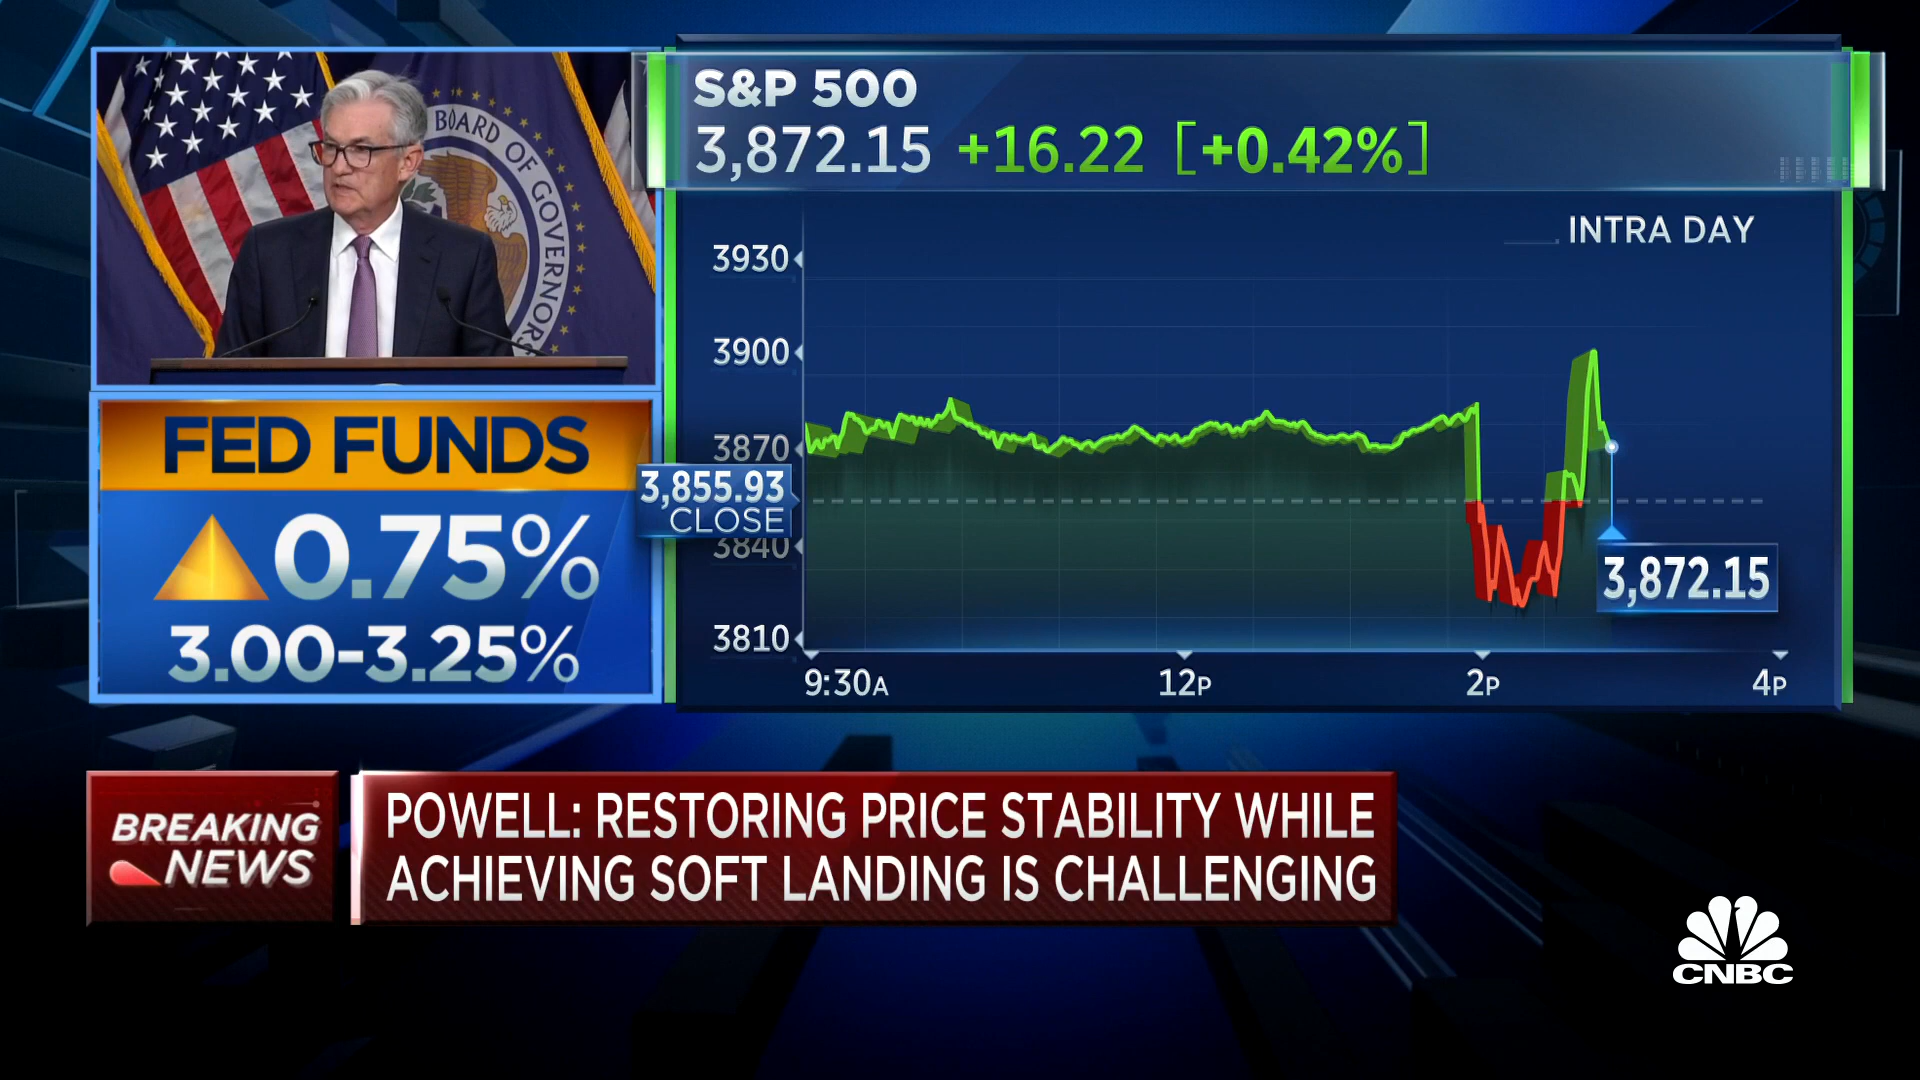 BOARD OF GOVERNORS
S&P 500
3,872.15 +16.22 [+0.42%]
INTRA DAY
3930
3900
3870
3,855.93
CLOSE
3840
3810
3,872.15
9:30A 12P 2P 4P
FED FUNDS
0.75%
3.00-3.25%
BREAKING
NEWS
POWELL: RESTORING PRICE STABILITY WHILE
ACHIEVING SOFT LANDING IS CHALLENGING
CNBC